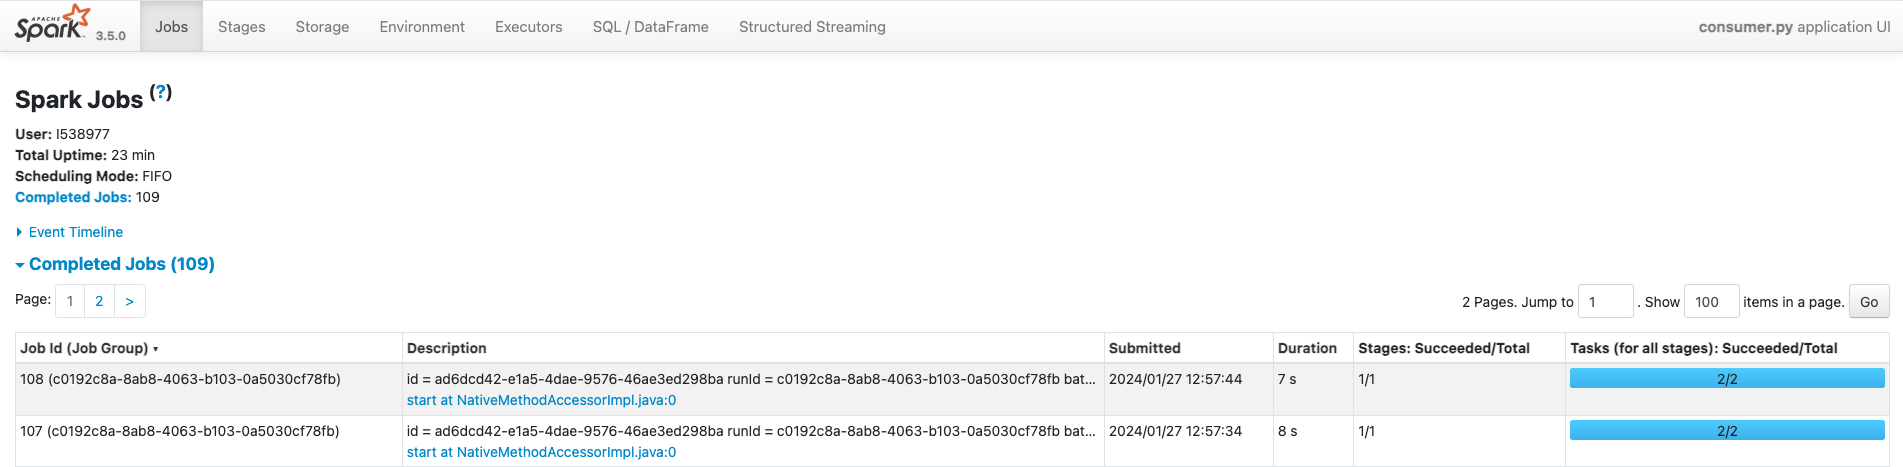 APACHE
Spark 3.5.0 Jobs Stages Storage Environment Executors SQL / DataFrame Structured Streaming consumer.py application UI
Spark Jobs (?)
User: I538977
Total Uptime: 23 min
Scheduling Mode: FIFO
Completed Jobs: 109
Event Timeline
Completed Jobs (109)
Page: 1 2 > 2 Pages. Jump to 1 . Show 100 items in a page. Go
Job Id (Job Group) ▾ Description Submitted Duration Stages: Succeeded/Total Tasks (for all stages): Succeeded/Total
108 (c0192c8a-8ab8-4063-b103-0a5030cf78fb) id = ad6dcd42-e1a5-4dae-9576-46ae3ed298ba runId = c0192c8a-8ab8-4063-b103-0a5030cf78fb bat... 2024/01/27 12:57:44 7 s 1/1 2/2
start at NativeMethodAccessorImpl.java:0
107 (c0192c8a-8ab8-4063-b103-0a5030cf78fb) id = ad6dcd42-e1a5-4dae-9576-46ae3ed298ba runId = c0192c8a-8ab8-4063-b103-0a5030cf78fb bat... 2024/01/27 12:57:34 8 s 1/1 2/2
start at NativeMethodAccessorImpl.java:0